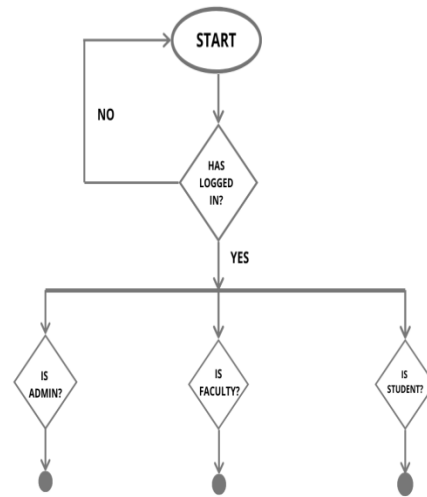 START
NO
HAS
LOGGED
IN?
YES
IS
ADMIN?
IS
FACULTY?
IS
STUDENT?